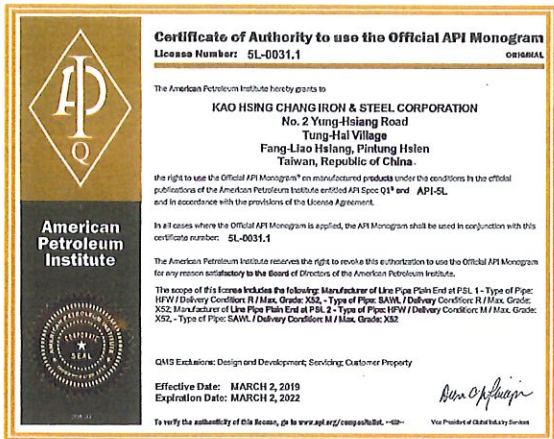 Certificate of Authority to use the Official API Monogram
License Number: 5L-0031.1
ORIGINAL
The American Petroleum Institute hereby grants to
KAO HSING CHANG IRON & STEEL CORPORATION
No. 2 Yung-Hsiang Road
Tung-Hai Village
Fang-Liao Hsiang, Pintung Hsien
Taiwan, Republic of China
the right to use the Official API Monogram® on manufactured products under the conditions in the official
publications of the American Petroleum Institute entitled API Spec Q1® and API-5L
and in accordance with the provisions of the License Agreement.
In all cases where the Official API Monogram is applied, the API Monogram shall be used in conjunction with this
certificate number: 5L-0031.1
The American Petroleum Institute reserves the right to revoke this authorization to use the Official API Monogram
for any reason satisfactory to the Board of Directors of the American Petroleum Institute.
The scope of this license includes the following: Manufacturer of Line Pipe Plain End at PSL 1 - Type of Pipe:
HFW / Delivery Condition: R / Max. Grade: X52, - Type of Pipe: SAWL / Delivery Condition: R / Max. Grade:
X52; Manufacturer of Line Pipe Plain End at PSL 2 - Type of Pipe: HFW / Delivery Condition: M / Max. Grade:
X52, - Type of Pipe: SAWL / Delivery Condition: M / Max. Grade: X52
QMS Exclusions: Design and Development; Servicing; Customer Property
Effective Date: MARCH 2, 2019
Expiration Date: MARCH 2, 2022
To verify the authenticity of this license, go to www.api.org/compositelist.
Vice President of Global Industry Services
API
Q
American
Petroleum
Institute
SEAL